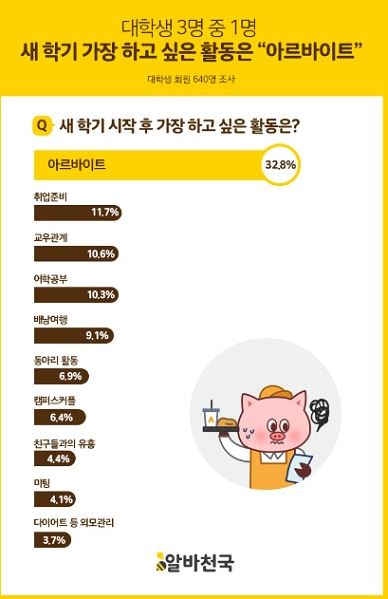 대학생 3명 중 1명
새 학기 가장 하고 싶은 활동은 “아르바이트”
대학생 회원 640명 조사
Q 새 학기 시작 후 가장 하고 싶은 활동은?
아르바이트 32.8%
취업준비
11.7%
교우관계
10.6%
어학공부
10.3%
배낭여행
9.1%
동아리 활동
6.9%
캠퍼스커플
6.4%
친구들과의 유흥
4.4%
미팅
4.1%
다이어트 등 외모관리
3.7%
알바천국